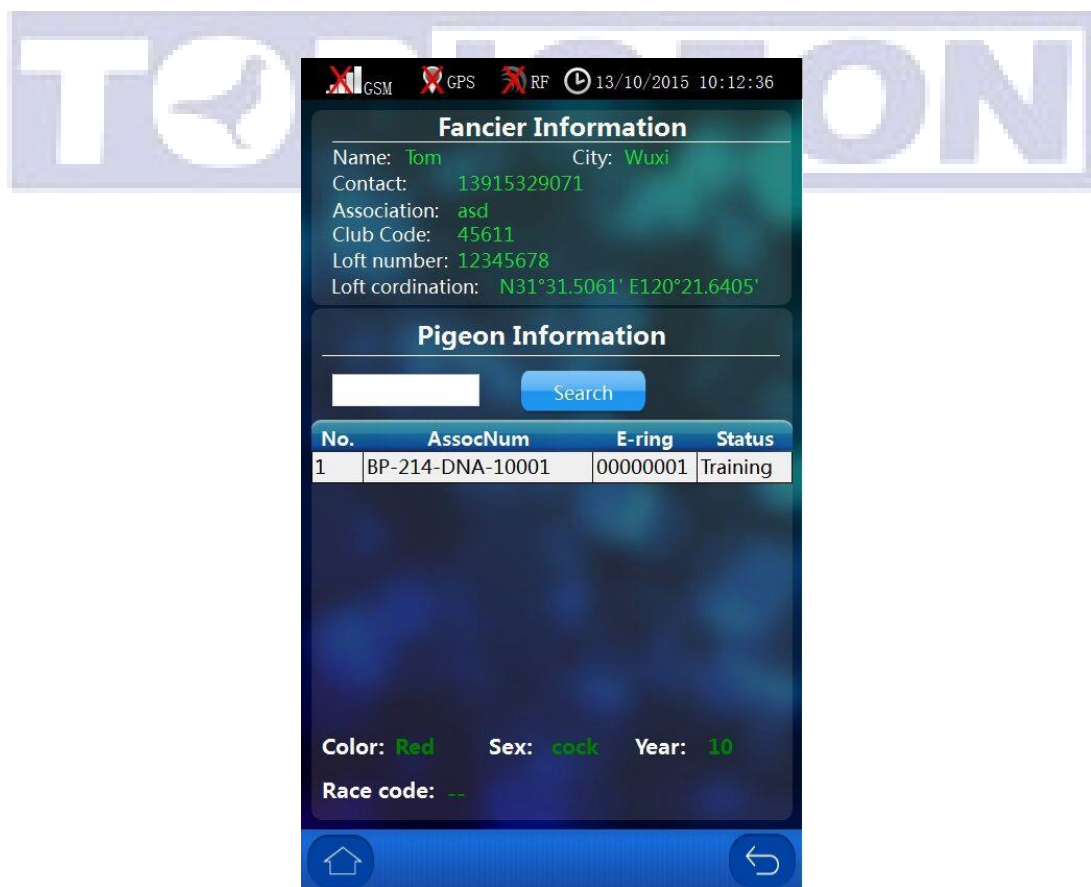 TOPIGEON
GSM GPS RF 13/10/2015 10:12:36
Fancier Information
Name: Tom City: Wuxi
Contact: 13915329071
Association: asd
Club Code: 45611
Loft number: 12345678
Loft cordination: N31°31.5061' E120°21.6405'
Pigeon Information
Search
No. AssocNum E-ring Status
1 BP-214-DNA-10001 00000001 Training
Color: Red Sex: cock Year: 10
Race code: --